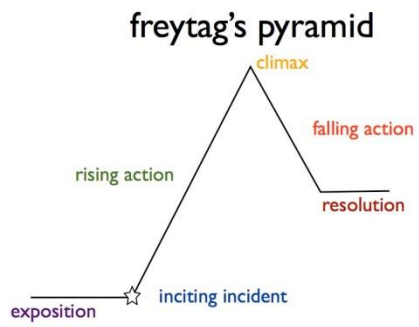 freytag's pyramid
climax
falling action
rising action
resolution
inciting incident
exposition